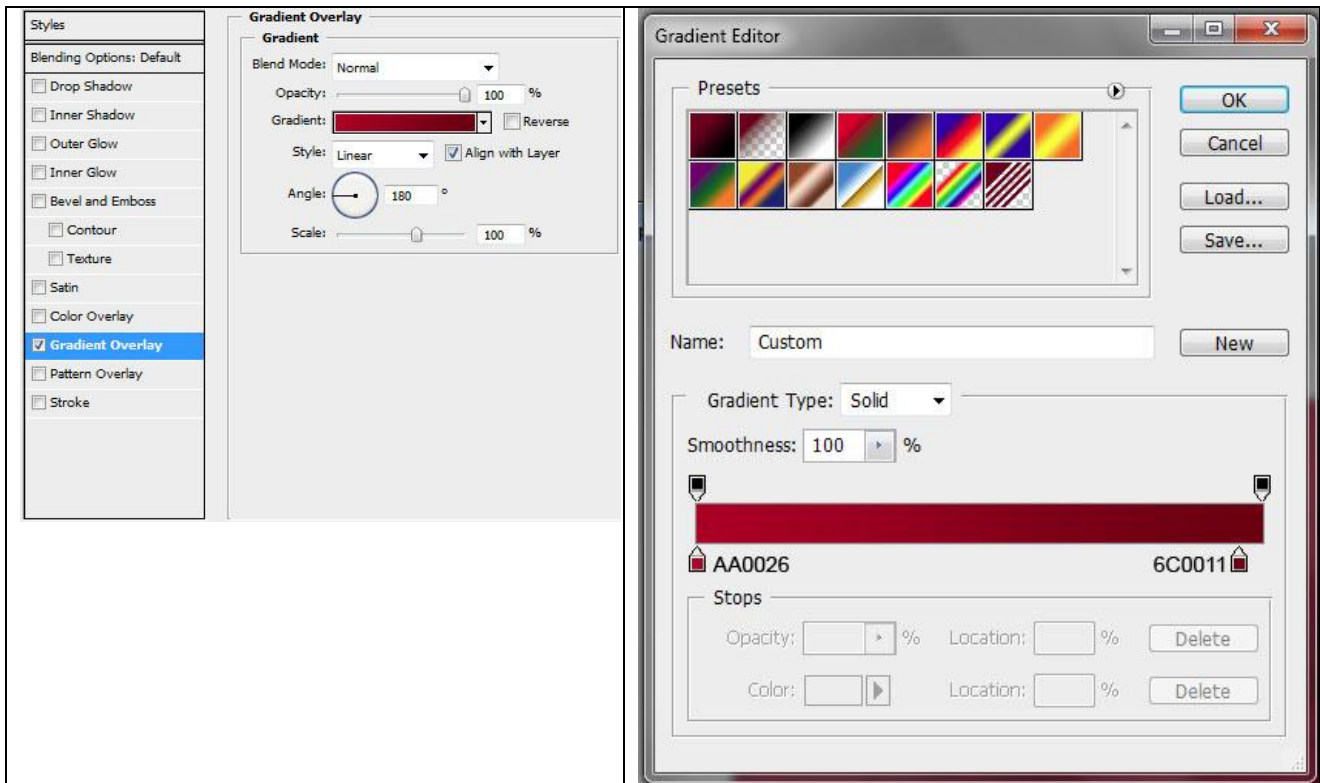 Styles
Blending Options: Default
Drop Shadow
Inner Shadow
Outer Glow
Inner Glow
Bevel and Emboss
Contour
Texture
Satin
Color Overlay
Gradient Overlay
Pattern Overlay
Stroke
Gradient Overlay
Gradient
Blend Mode: Normal
Opacity: 100 %
Gradient: Reverse
Style: Linear Align with Layer
Angle: 180 °
Scale: 100 %
Gradient Editor
Presets
OK
Cancel
Load...
Save...
Name: Custom New
Gradient Type: Solid
Smoothness: 100 %
AA0026 6C0011
Stops
Opacity: % Location: % Delete
Color: Location: % Delete